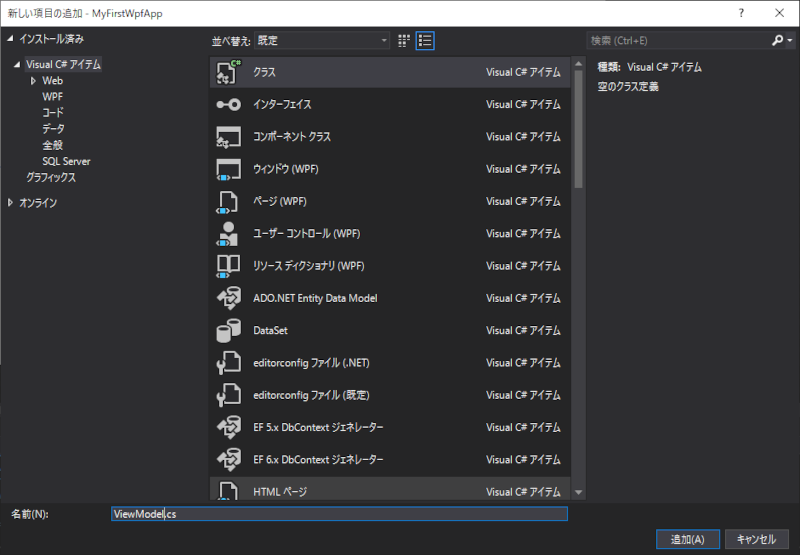 新しい項目の追加 - MyFirstWpfApp
インストール済み
Visual C# アイテム
Web
WPF
コード
データ
全般
SQL Server
グラフィックス
オンライン
並べ替え: 既定
クラス Visual C# アイテム
インターフェイス Visual C# アイテム
コンポーネント クラス Visual C# アイテム
ウィンドウ (WPF) Visual C# アイテム
ページ (WPF) Visual C# アイテム
ユーザー コントロール (WPF) Visual C# アイテム
リソース ディクショナリ (WPF) Visual C# アイテム
ADO.NET Entity Data Model Visual C# アイテム
DataSet Visual C# アイテム
editorconfig ファイル (.NET) Visual C# アイテム
editorconfig ファイル (既定) Visual C# アイテム
EF 5.x DbContext ジェネレーター Visual C# アイテム
EF 6.x DbContext ジェネレーター Visual C# アイテム
HTML ページ Visual C# アイテム
検索 (Ctrl+E)
種類: Visual C# アイテム
空のクラス定義
名前(N): ViewModel.cs
追加(A) キャンセル